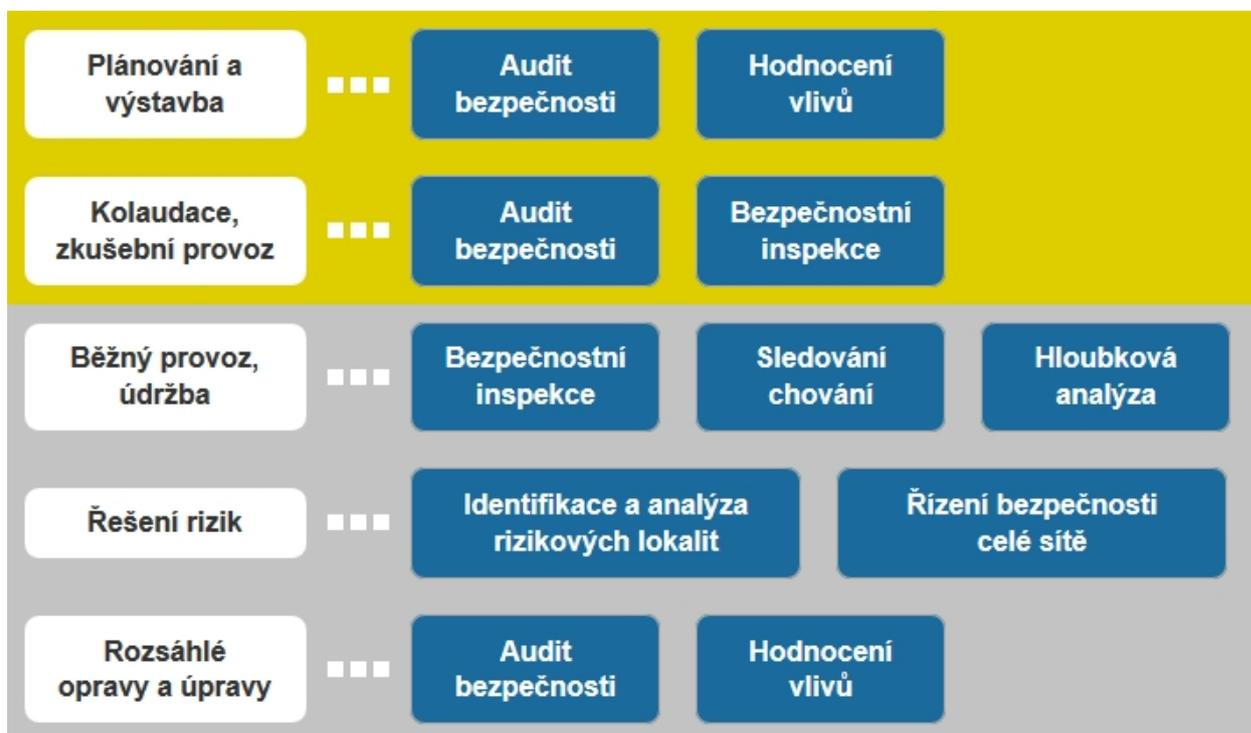 Plánování a
výstavba
Audit
bezpečnosti
Hodnocení
vlivů
Kolaudace,
zkušební provoz
Audit
bezpečnosti
Bezpečnostní
inspekce
Běžný provoz,
údržba
Bezpečnostní
inspekce
Sledování
chování
Hloubková
analýza
Řešení rizik
Identifikace a analýza
rizikových lokalit
Řízení bezpečnosti
celé sítě
Rozsáhlé
opravy a úpravy
Audit
bezpečnosti
Hodnocení
vlivů